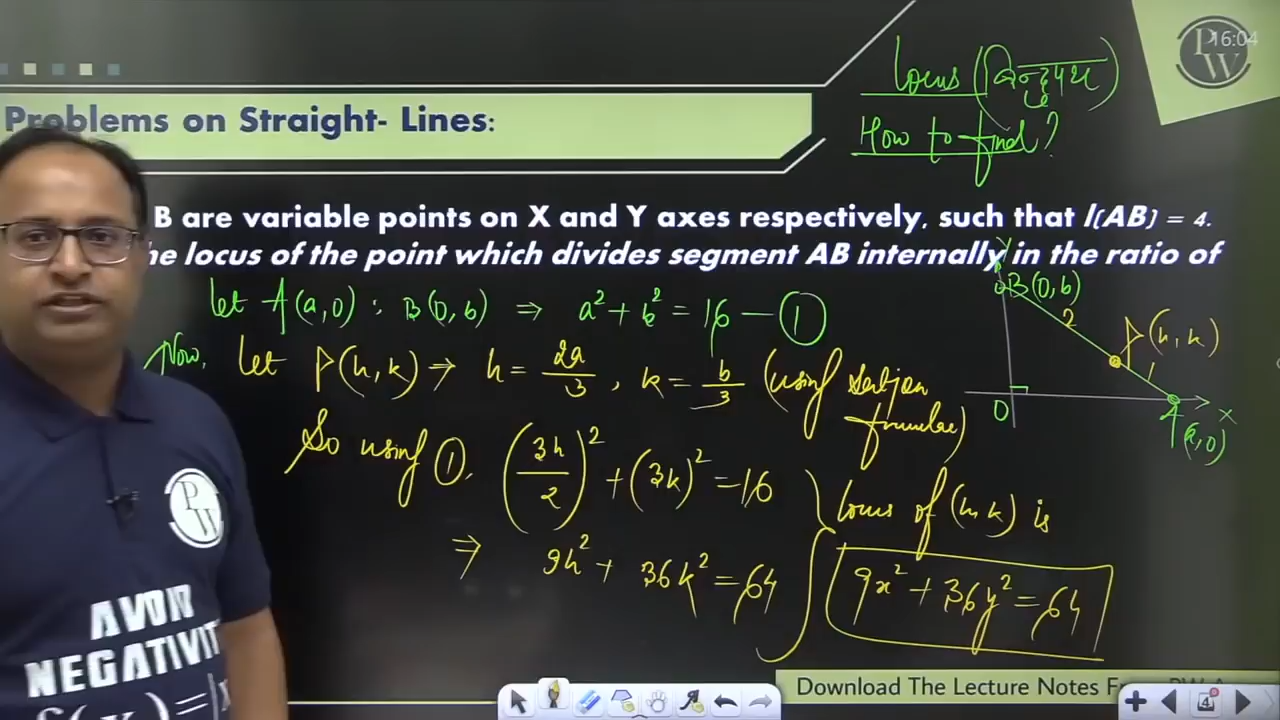 PW
16:04
locus (बिन्दुपथ)
How to find?
Problems on Straight- Lines:
B are variable points on X and Y axes respectively, such that l(AB) = 4.
he locus of the point which divides segment AB internally in the ratio of
let A(a,0) : B(0,b) ⇒ a² + b² = 16 — ①
Now, let P(h,k) → h = 2a/3 , k = b/3 (using section formulae)
So using ①, (3h/2)² + (3k)² = 16
⇒ 9h² + 36k² = 64
locus of (h,k) is
9x² + 36y² = 64
Y
B(0,b)
2
P(h,k)
1
O
A
X
(a,0)
PW
AVOID
NEGATIVIT
f(x)=|x
Download The Lecture Notes F
4